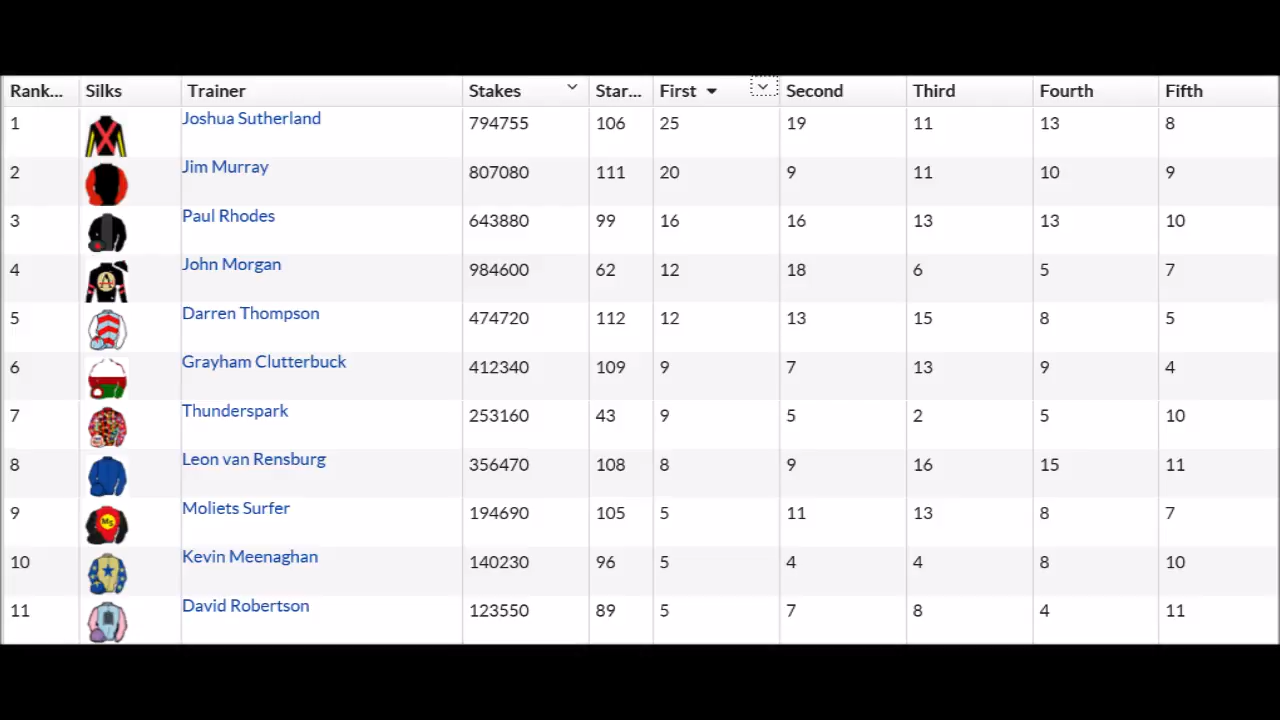 Rank... Silks Trainer Stakes Star... First Second Third Fourth Fifth
1 Joshua Sutherland 794755 106 25 19 11 13 8
2 Jim Murray 807080 111 20 9 11 10 9
3 Paul Rhodes 643880 99 16 16 13 13 10
4 John Morgan 984600 62 12 18 6 5 7
5 Darren Thompson 474720 112 12 13 15 8 5
6 Grayham Clutterbuck 412340 109 9 7 13 9 4
7 Thunderspark 253160 43 9 5 2 5 10
8 Leon van Rensburg 356470 108 8 9 16 15 11
9 MS Moliets Surfer 194690 105 5 11 13 8 7
10 Kevin Meenaghan 140230 96 5 4 4 8 10
11 David Robertson 123550 89 5 7 8 4 11